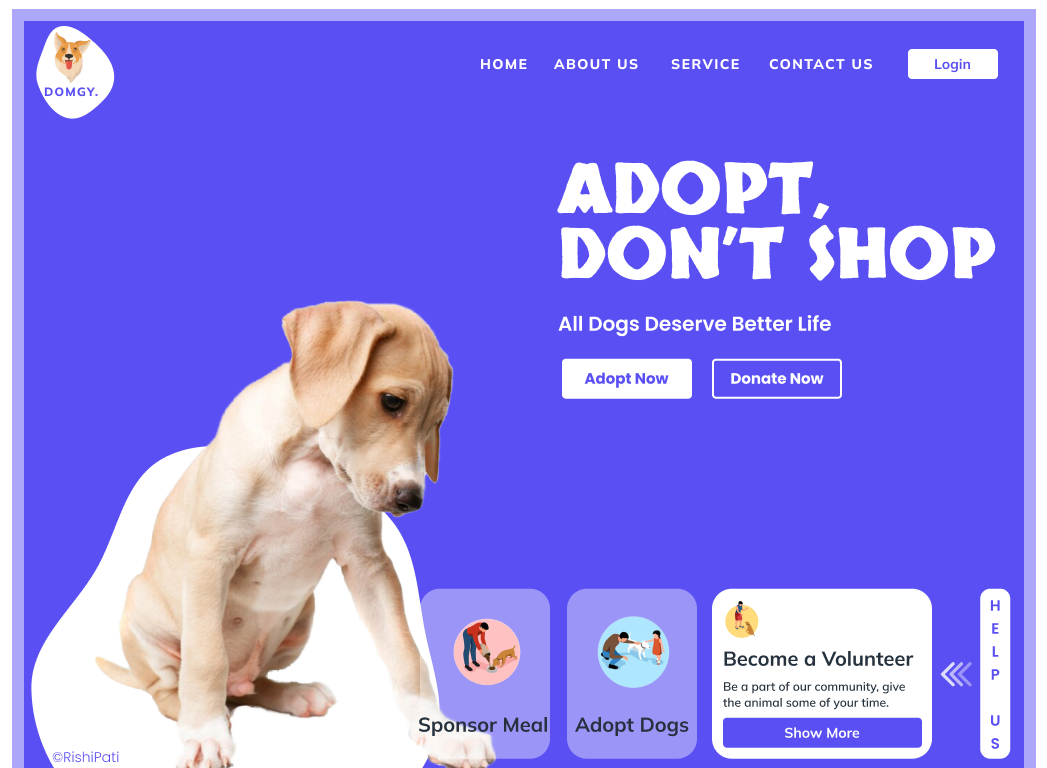 DOMGY.
HOME ABOUT US SERVICE CONTACT US Login
ADOPT,
DON'T SHOP
All Dogs Deserve Better Life
Adopt Now Donate Now
Sponsor Meal
Adopt Dogs
Become a Volunteer
Be a part of our community, give
the animal some of your time.
Show More
HELP US
©RishiPati